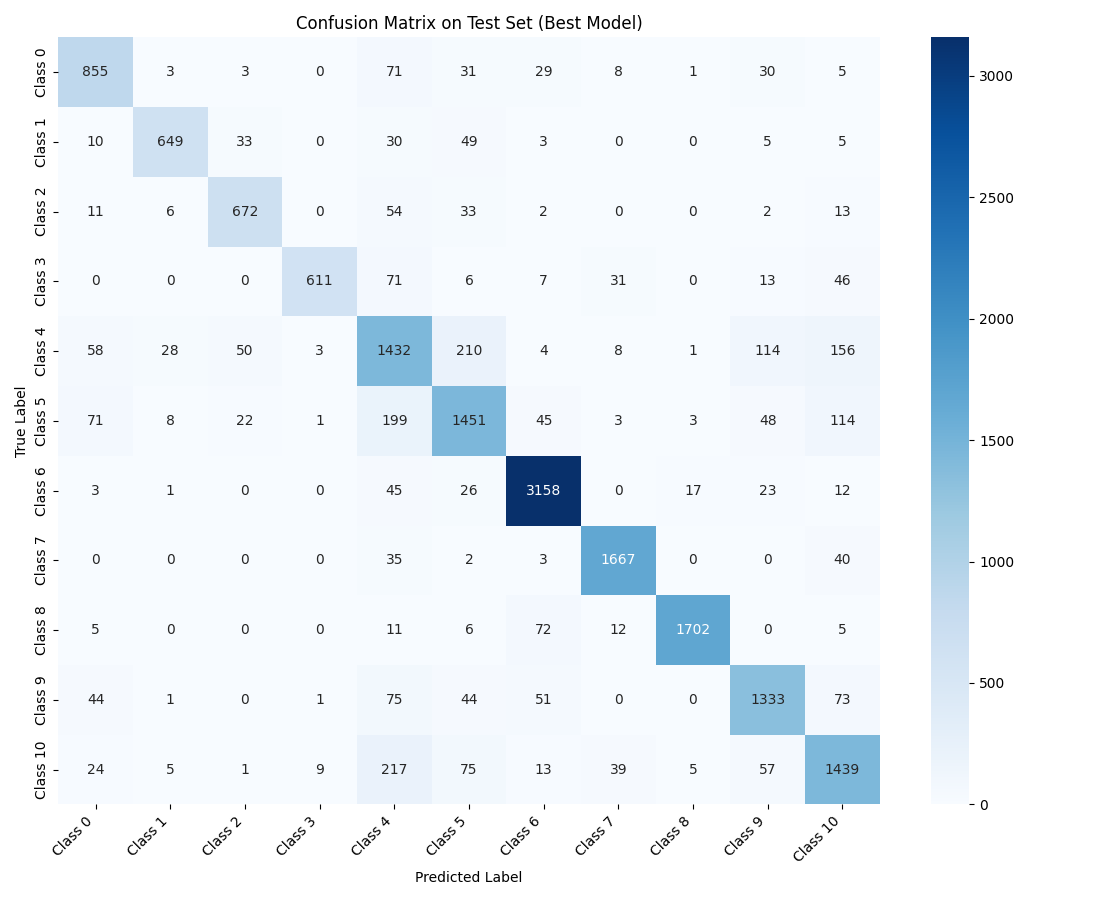 Confusion Matrix on Test Set (Best Model)
True Label
Class 0 855 3 3 0 71 31 29 8 1 30 5
Class 1 10 649 33 0 30 49 3 0 0 5 5
Class 2 11 6 672 0 54 33 2 0 0 2 13
Class 3 0 0 0 611 71 6 7 31 0 13 46
Class 4 58 28 50 3 1432 210 4 8 1 114 156
Class 5 71 8 22 1 199 1451 45 3 3 48 114
Class 6 3 1 0 0 45 26 3158 0 17 23 12
Class 7 0 0 0 0 35 2 3 1667 0 0 40
Class 8 5 0 0 0 11 6 72 12 1702 0 5
Class 9 44 1 0 1 75 44 51 0 0 1333 73
Class 10 24 5 1 9 217 75 13 39 5 57 1439
Class 0 Class 1 Class 2 Class 3 Class 4 Class 5 Class 6 Class 7 Class 8 Class 9 Class 10
Predicted Label
3000
2500
2000
1500
1000
500
0